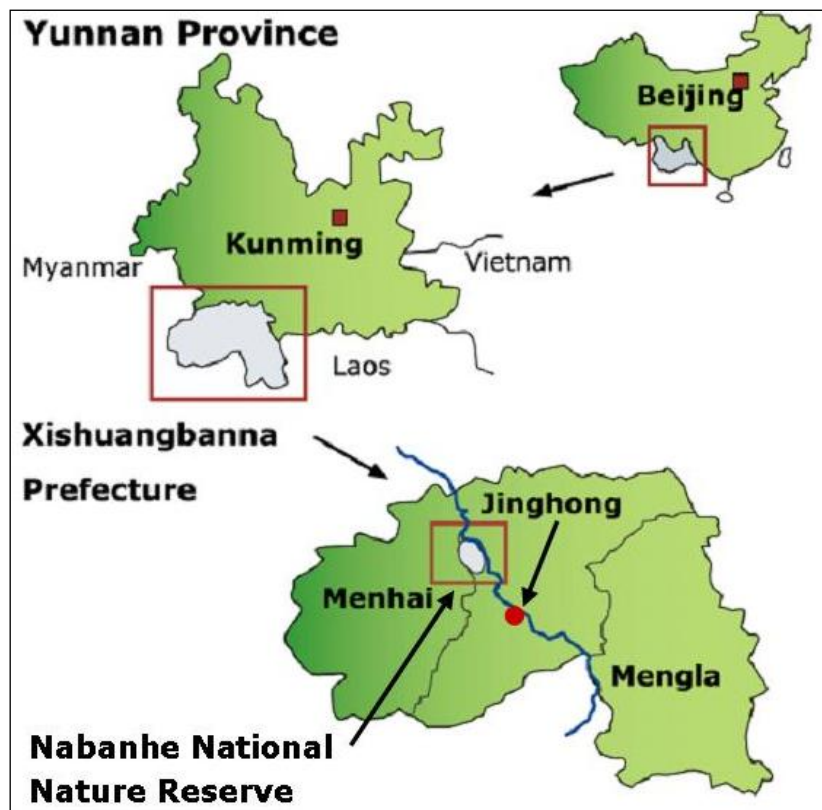 Yunnan Province
Beijing
Kunming
Myanmar
Vietnam
Laos
Xishuangbanna
Prefecture
Jinghong
Menhai
Mengla
Nabanhe National
Nature Reserve